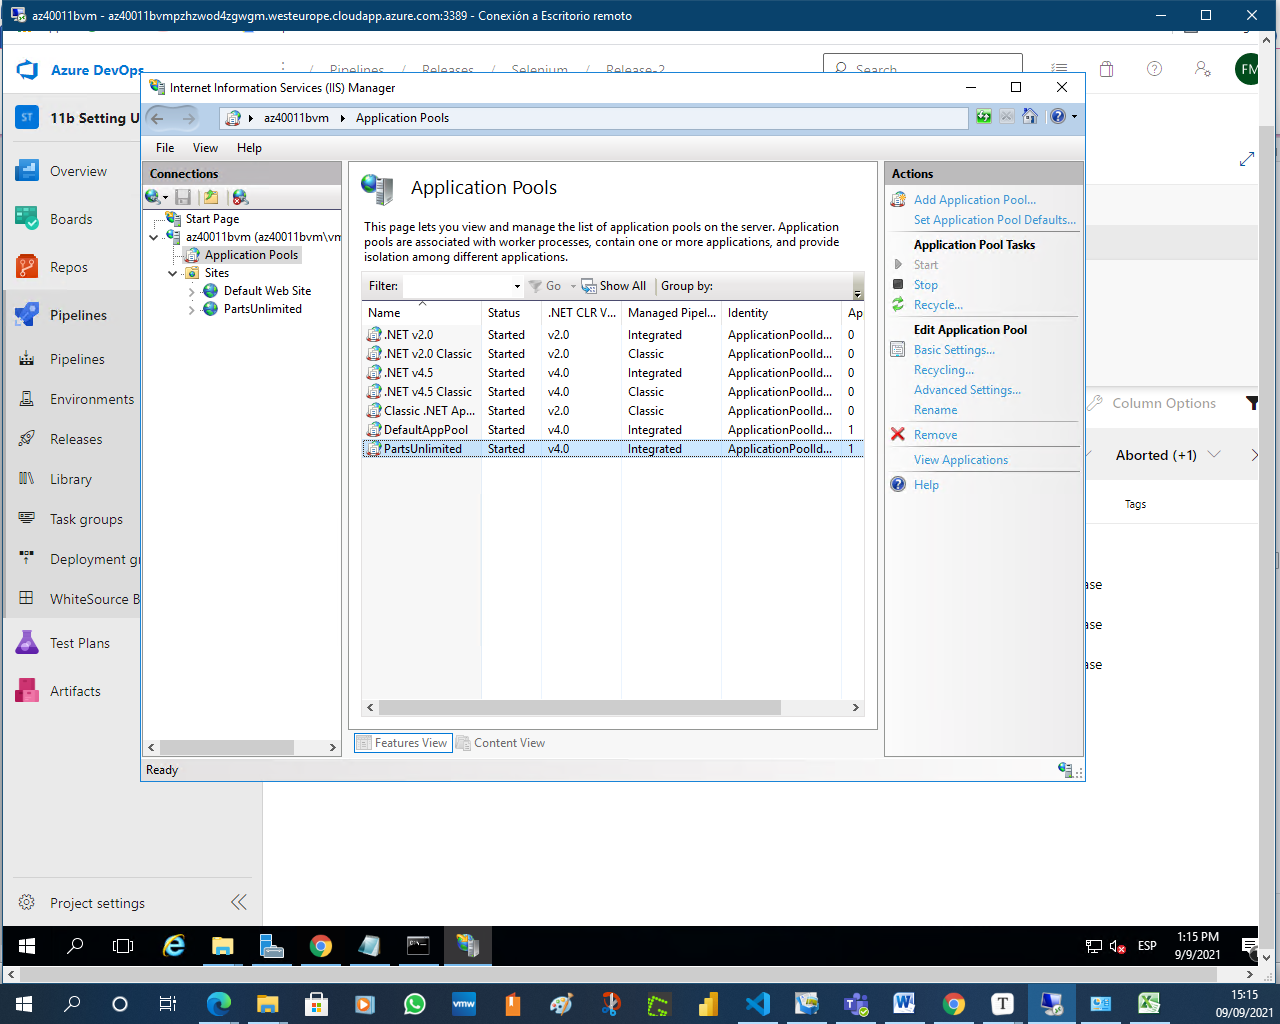 az40011bvm - az40011bvmpzhzwod4zgwgm.westeurope.cloudapp.azure.com:3389 - Conexión a Escritorio remoto
Azure DevOps
/ Pipelines / Releases / Selenium / Release-2
Search
FM
ST
11b Setting U
Overview
Boards
Repos
Pipelines
Pipelines
Environments
Releases
Library
Task groups
Deployment gr
WhiteSource B
Test Plans
Artifacts
Project settings
Internet Information Services (IIS) Manager
az40011bvm
Application Pools
File View Help
Connections
Start Page
az40011bvm (az40011bvm\vm
Application Pools
Sites
Default Web Site
PartsUnlimited
Application Pools
This page lets you view and manage the list of application pools on the server. Application
pools are associated with worker processes, contain one or more applications, and provide
isolation among different applications.
Filter: Go Show All Group by:
Name Status .NET CLR V... Managed Pipel... Identity Ap
.NET v2.0 Started v2.0 Integrated ApplicationPoolId... 0
.NET v2.0 Classic Started v2.0 Classic ApplicationPoolId... 0
.NET v4.5 Started v4.0 Integrated ApplicationPoolId... 0
.NET v4.5 Classic Started v4.0 Classic ApplicationPoolId... 0
Classic .NET Ap... Started v2.0 Classic ApplicationPoolId... 0
DefaultAppPool Started v4.0 Integrated ApplicationPoolId... 1
PartsUnlimited Started v4.0 Integrated ApplicationPoolId... 1
Features View
Content View
Ready
Actions
Add Application Pool...
Set Application Pool Defaults...
Application Pool Tasks
Start
Stop
Recycle...
Edit Application Pool
Basic Settings...
Recycling...
Advanced Settings...
Rename
Remove
View Applications
Help
Column Options
Aborted (+1)
Tags
ase
ase
ase
ESP
1:15 PM
9/9/2021
vmw
T
15:15
09/09/2021